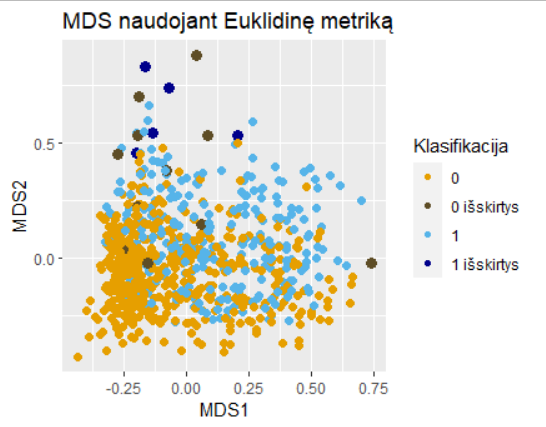 MDS naudojant Euklidinę metriką
MDS2
0.5
0.0
-0.25
0.00
0.25
0.50
0.75
MDS1
Klasifikacija
0
0 išskirtys
1
1 išskirtys